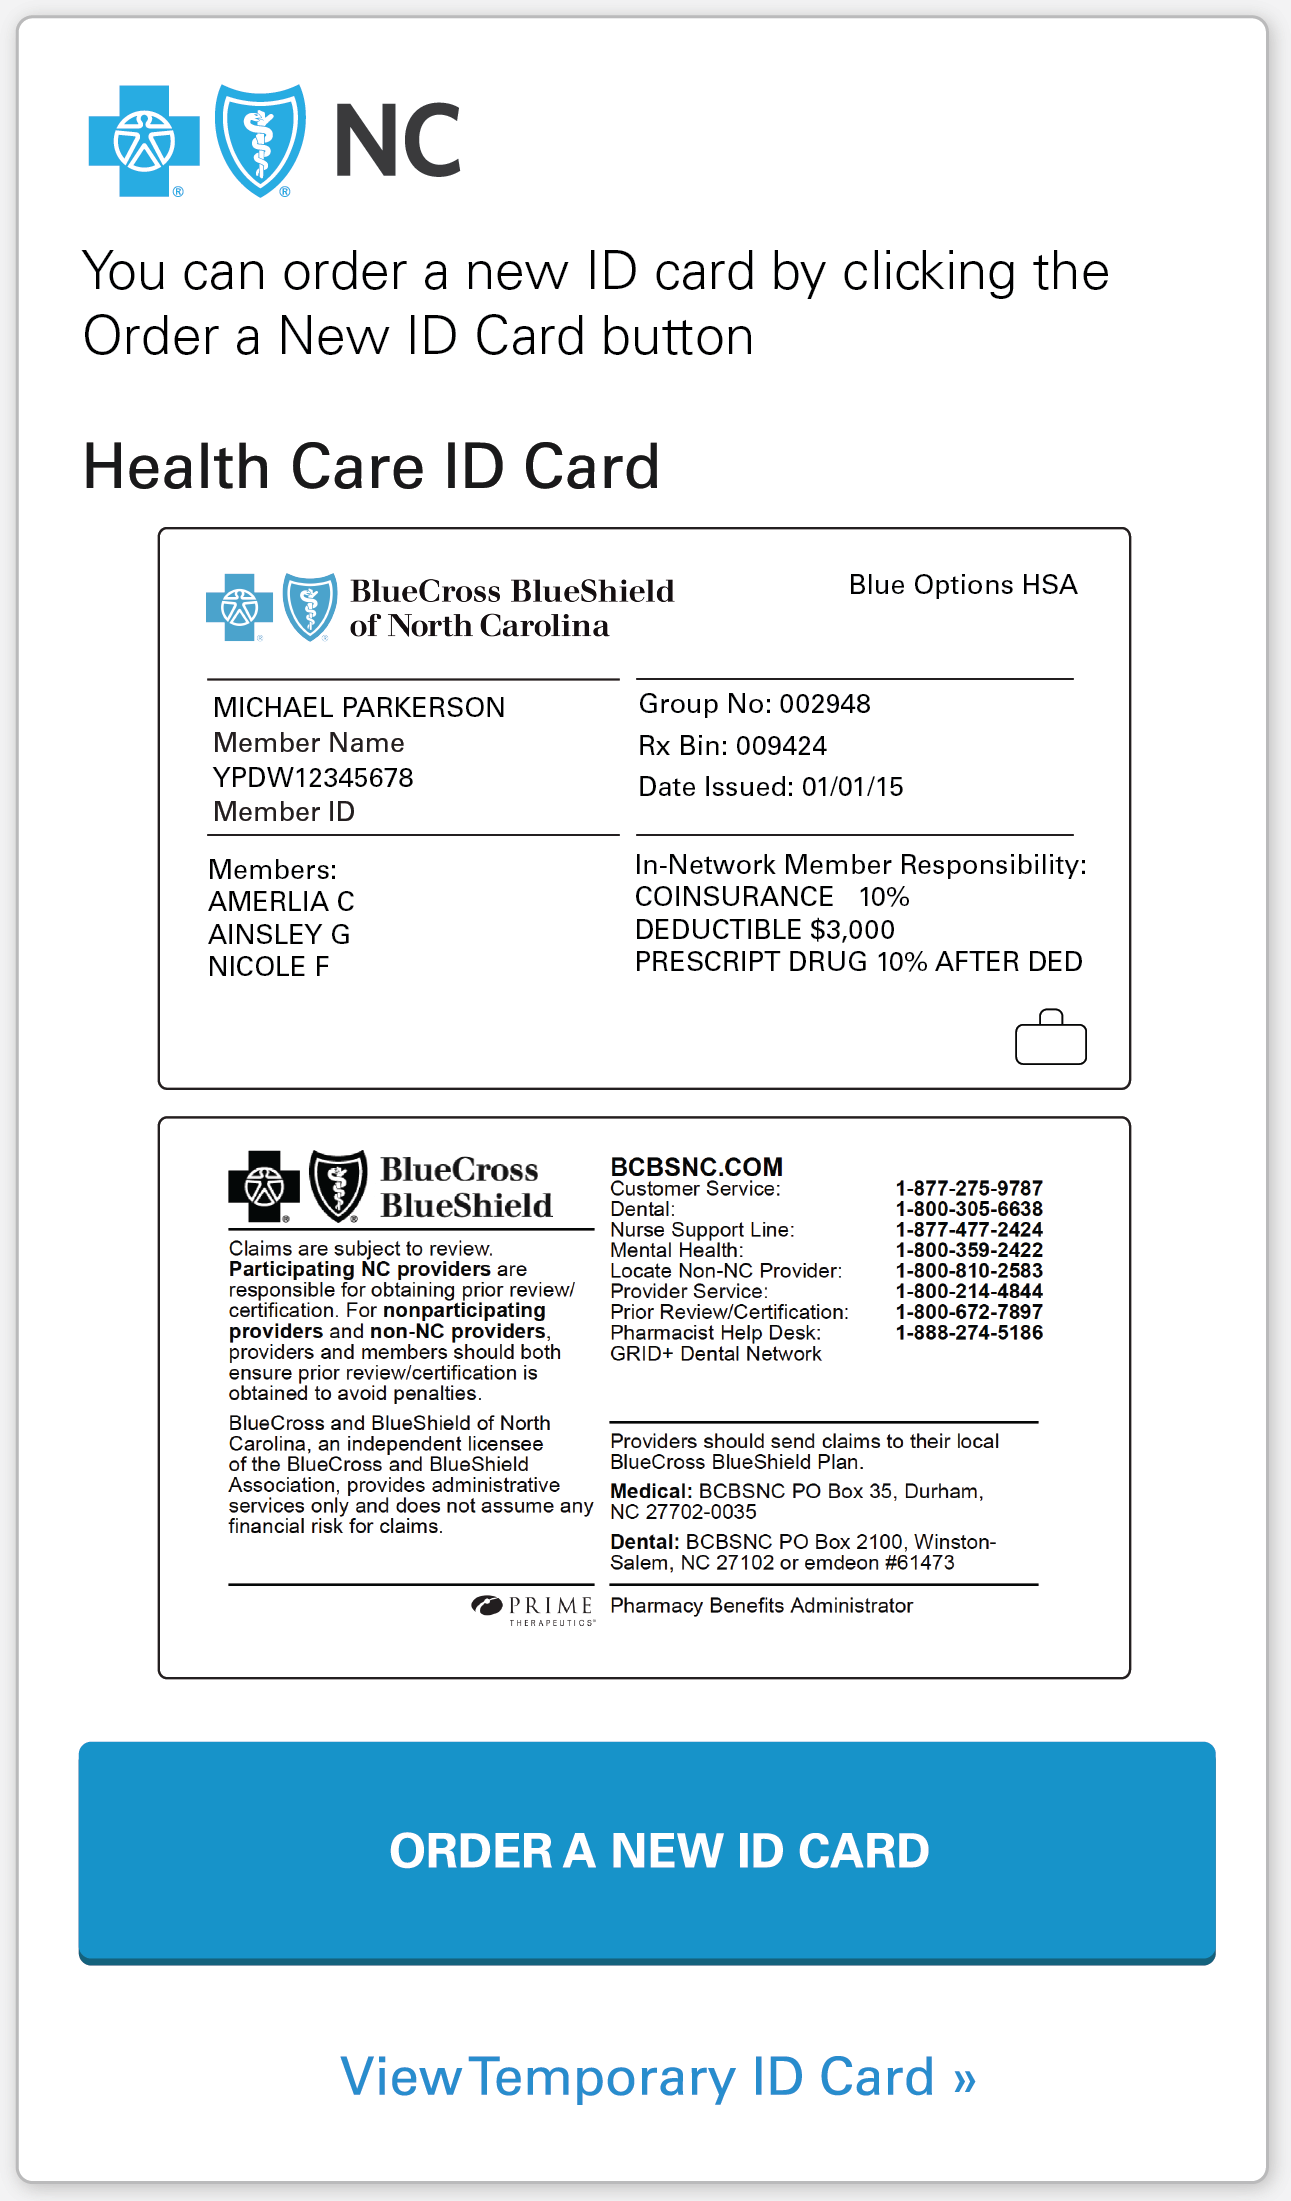 NC
You can order a new ID card by clicking the
Order a New ID Card button
Health Care ID Card
BlueCross BlueShield
of North Carolina
Blue Options HSA
MICHAEL PARKERSON
Member Name
YPDW12345678
Member ID
Group No: 002948
Rx Bin: 009424
Date Issued: 01/01/15
Members:
AMERLIA C
AINSLEY G
NICOLE F
In-Network Member Responsibility:
COINSURANCE 10%
DEDUCTIBLE $3,000
PRESCRIPT DRUG 10% AFTER DED
BlueCross
BlueShield
Claims are subject to review.
Participating NC providers are
responsible for obtaining prior review/
certification. For nonparticipating
providers and non-NC providers,
providers and members should both
ensure prior review/certification is
obtained to avoid penalties.
BlueCross and BlueShield of North
Carolina, an independent licensee
of the BlueCross and BlueShield
Association, provides administrative
services only and does not assume any
financial risk for claims.
BCBSNC.COM
Customer Service: 1-877-275-9787
Dental: 1-800-305-6638
Nurse Support Line: 1-877-477-2424
Mental Health: 1-800-359-2422
Locate Non-NC Provider: 1-800-810-2583
Provider Service: 1-800-214-4844
Prior Review/Certification: 1-800-672-7897
Pharmacist Help Desk: 1-888-274-5186
GRID+ Dental Network
Providers should send claims to their local
BlueCross BlueShield Plan.
Medical: BCBSNC PO Box 35, Durham,
NC 27702-0035
Dental: BCBSNC PO Box 2100, Winston-
Salem, NC 27102 or emdeon #61473
PRIME
THERAPEUTICS®
Pharmacy Benefits Administrator
ORDER A NEW ID CARD
View Temporary ID Card »